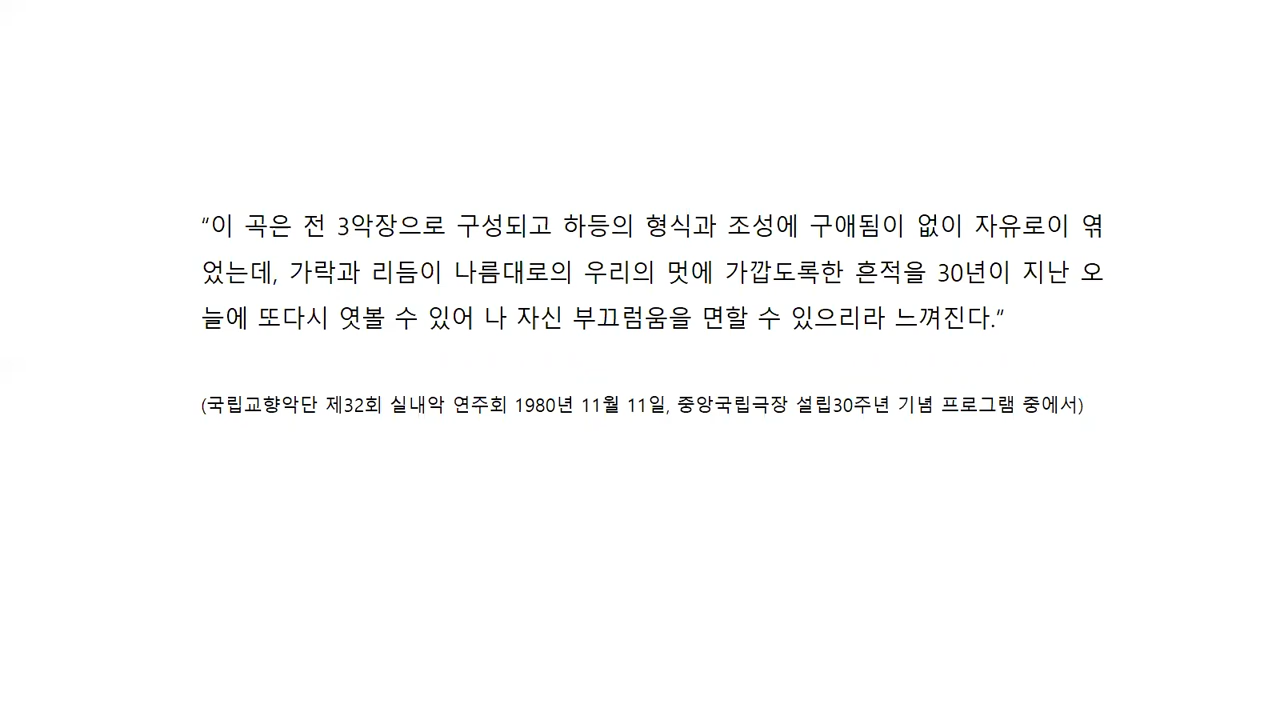 “이 곡은 전 3악장으로 구성되고 하등의 형식과 조성에 구애됨이 없이 자유로이 엮
었는데, 가락과 리듬이 나름대로의 우리의 멋에 가깝도록한 흔적을 30년이 지난 오
늘에 또다시 엿볼 수 있어 나 자신 부끄럼움을 면할 수 있으리라 느껴진다.“
(국립교향악단 제32회 실내악 연주회 1980년 11월 11일, 중앙국립극장 설립30주년 기념 프로그램 중에서)